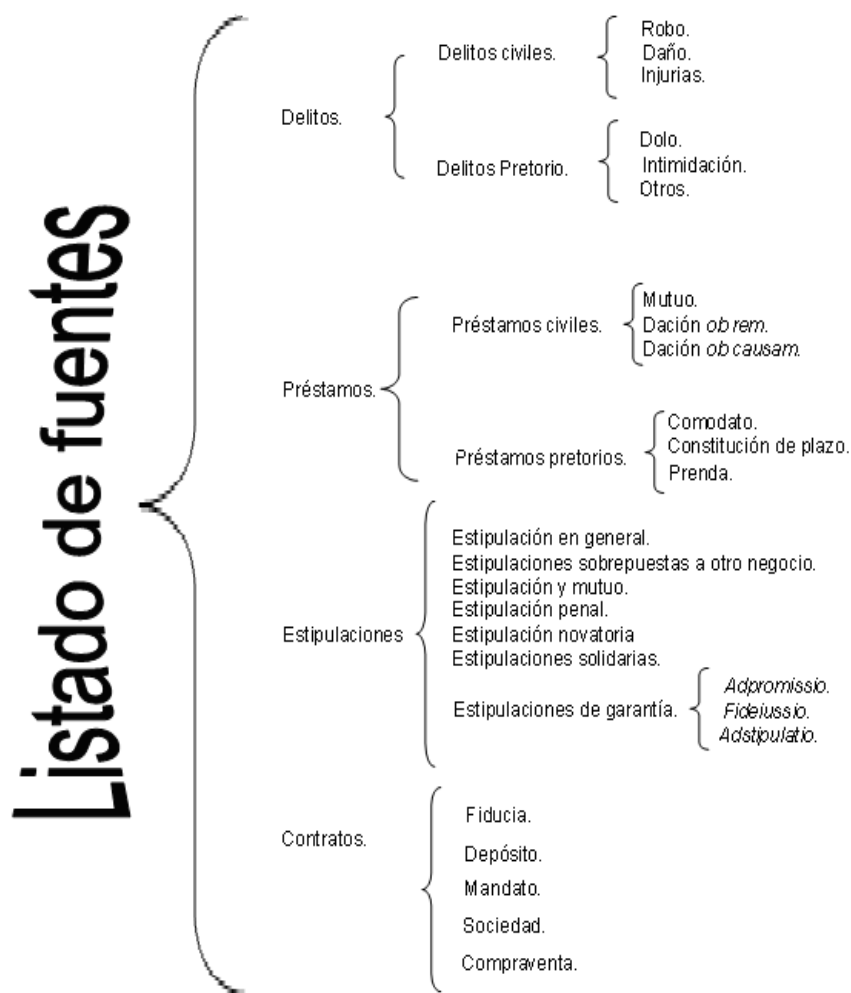 Listado de fuentes
Delitos.
Delitos civiles.
Robo.
Daño.
Injurias.
Delitos Pretorio.
Dolo.
Intimidación.
Otros.
Préstamos.
Préstamos civiles.
Mutuo.
Dación ob rem.
Dación ob causam.
Préstamos pretorios.
Comodato.
Constitución de plazo.
Prenda.
Estipulaciones
Estipulación en general.
Estipulaciones sobrepuestas a otro negocio.
Estipulación y mutuo.
Estipulación penal.
Estipulación novatoria
Estipulaciones solidarias.
Estipulaciones de garantía.
Adpromissio.
Fideiussio.
Adstipulatio.
Contratos.
Fiducia.
Depósito.
Mandato.
Sociedad.
Compraventa.